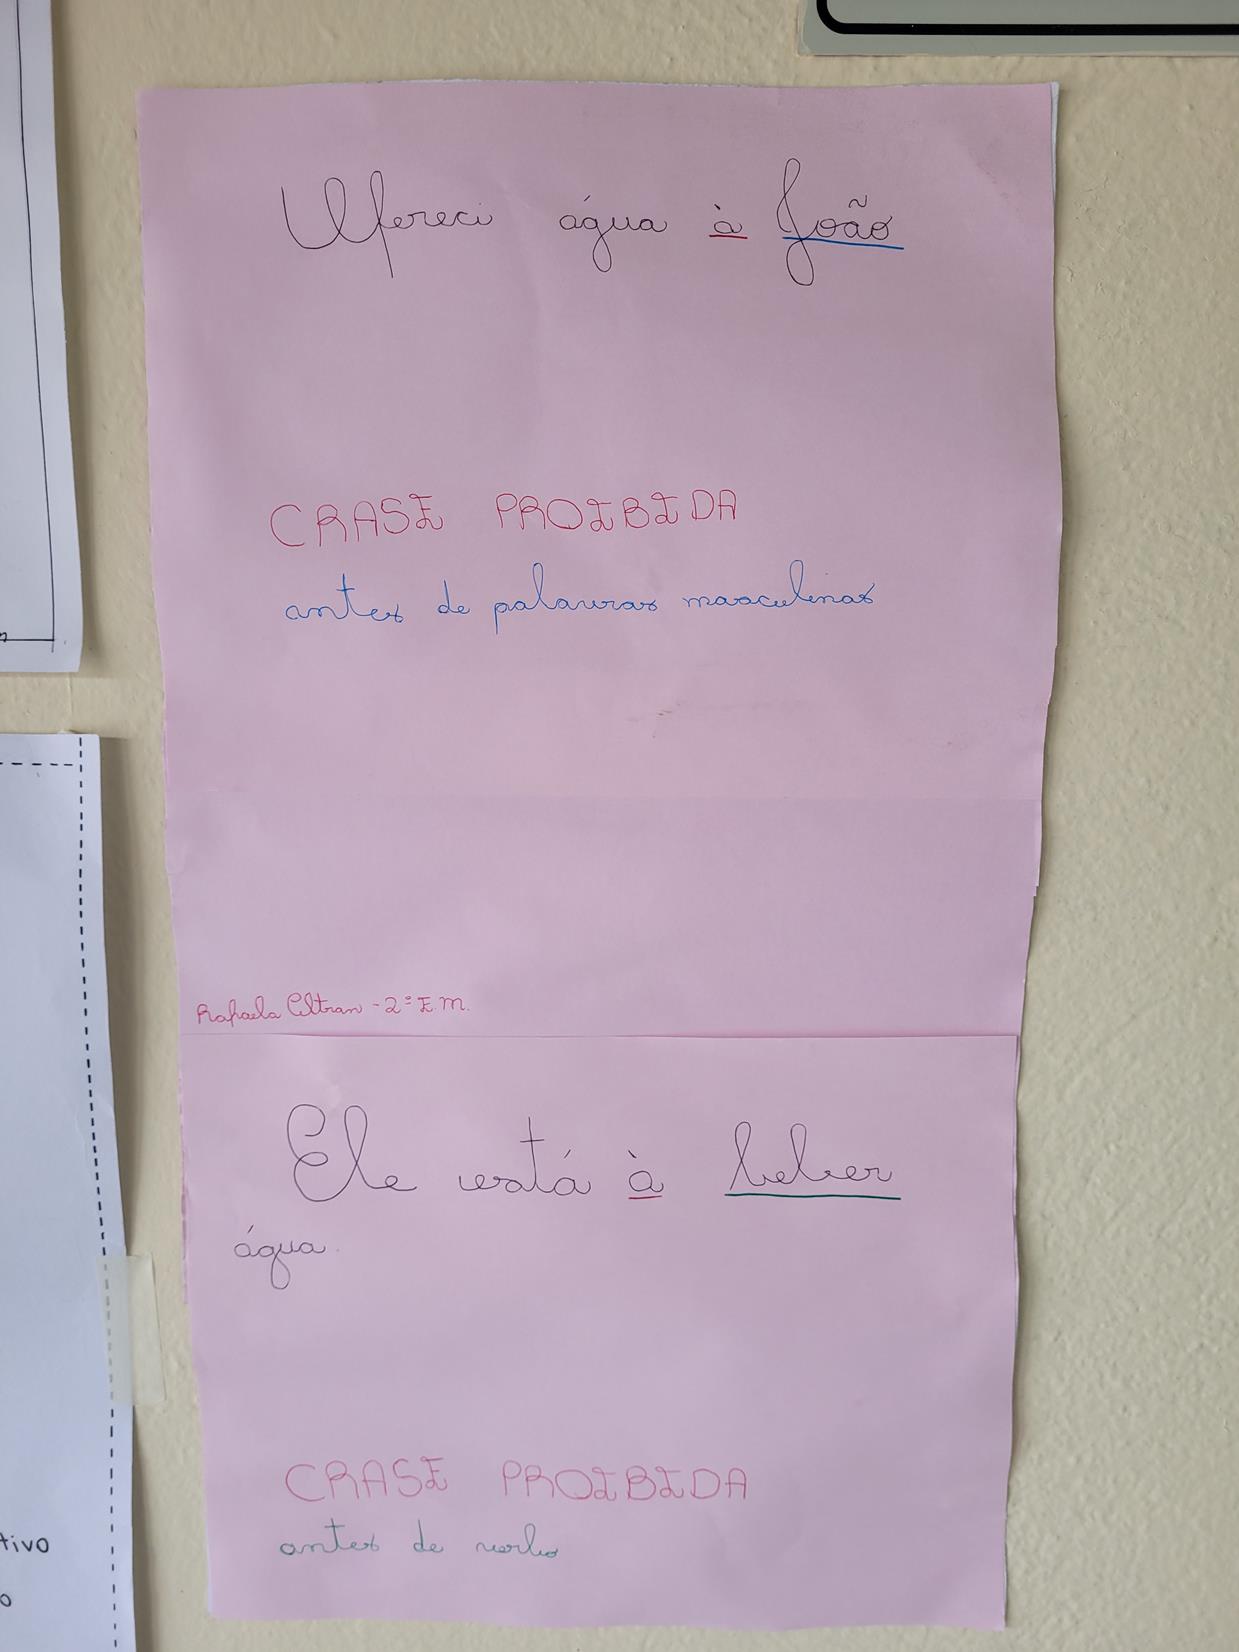 Ofereci água à João
CRASE PROIBIDA
antes de palavras masculinas
Rafaela Celtran - 2º E.M.
Ele está à beber
água.
CRASE PROIBIDA
antes de verbo
tivo
o